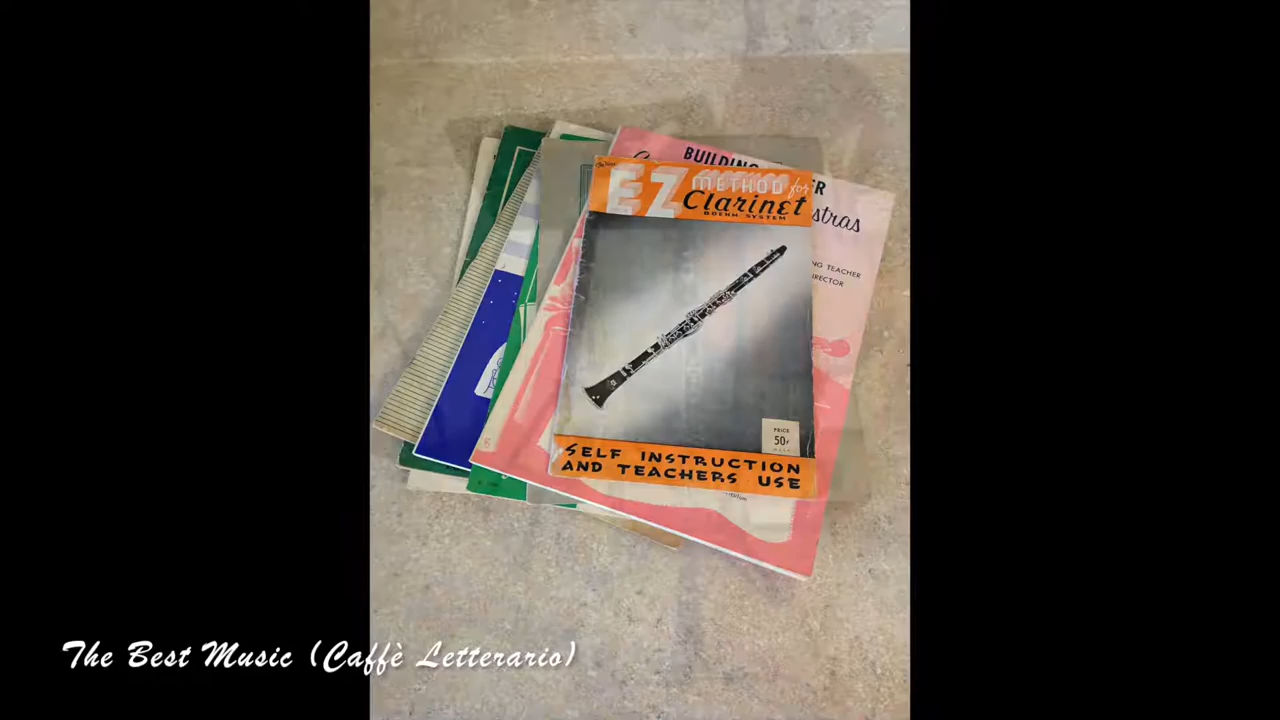 BUILDING
EZ METHOD for
Clarinet
BOEHM SYSTEM
stras
NG TEACHER
IRECTOR
PRICE
50¢
SELF INSTRUCTION
AND TEACHERS USE
The Best Music (Caffè Letterario)